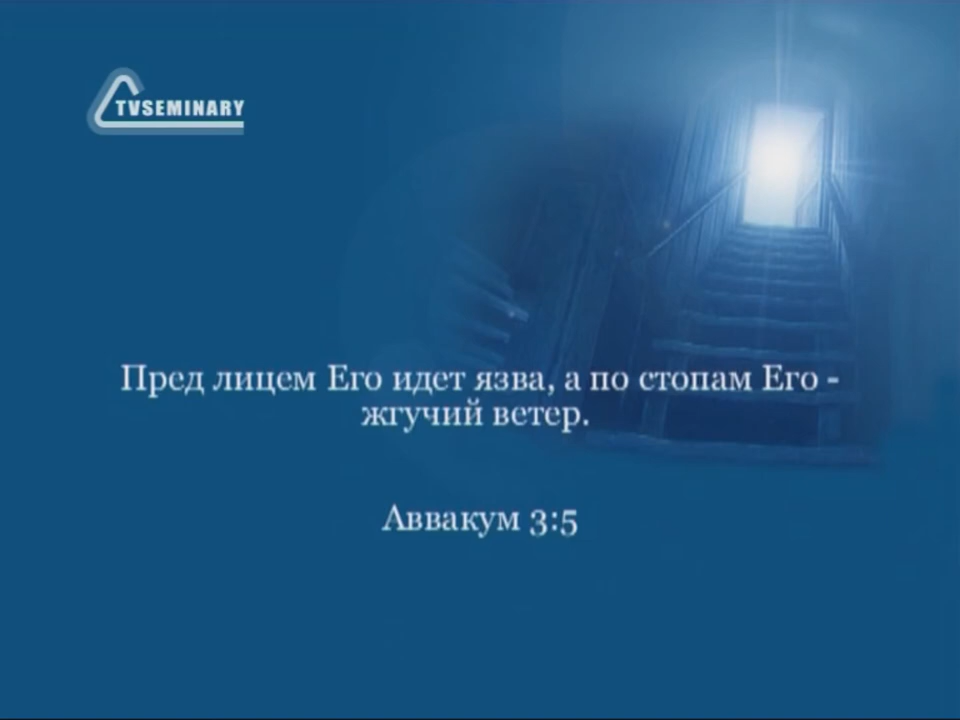 TVSEMINARY
Пред лицем Его идет язва, а по стопам Его -
жгучий ветер.
Аввакум 3:5